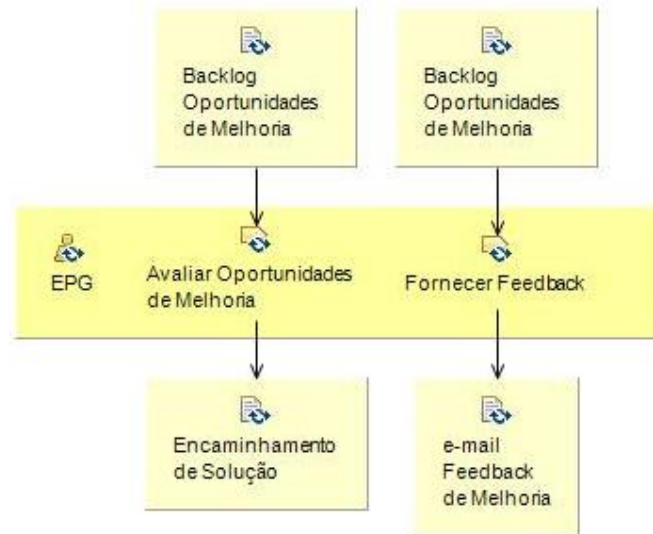 Backlog
Oportunidades
de Melhoria
Backlog
Oportunidades
de Melhoria
EPG
Avaliar Oportunidades
de Melhoria
Fornecer Feedback
Encaminhamento
de Solução
e-mail
Feedback
de Melhoria